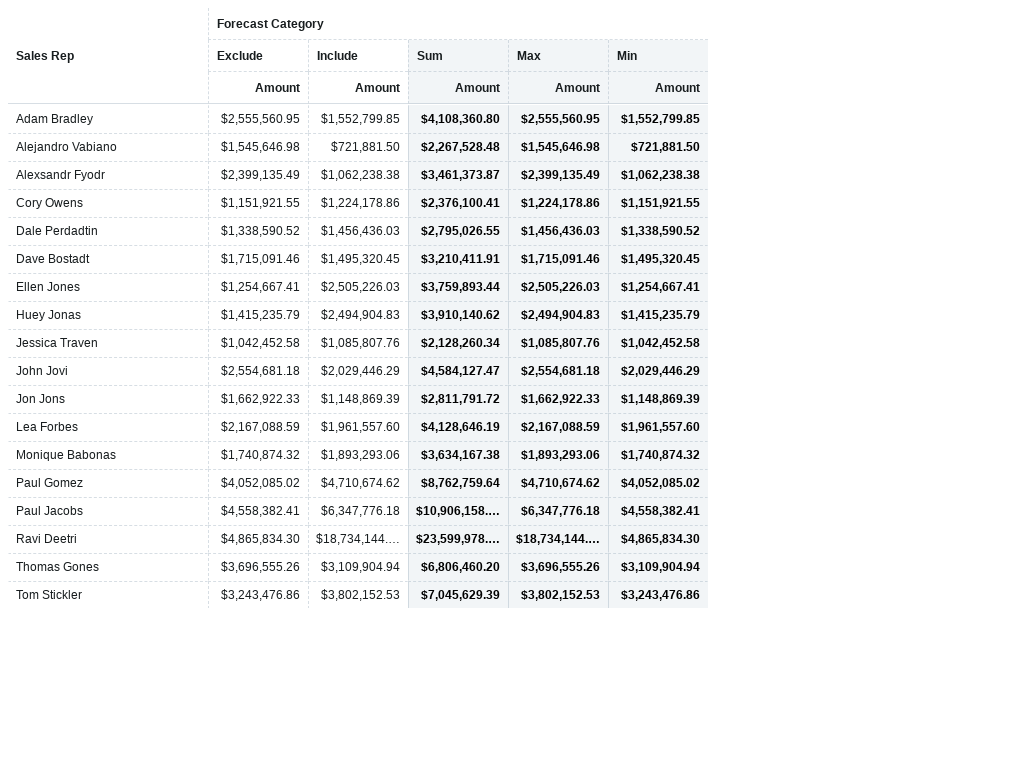 Forecast Category
Sales Rep Exclude Include Sum Max Min
Amount Amount Amount Amount Amount
Adam Bradley $2,555,560.95 $1,552,799.85 $4,108,360.80 $2,555,560.95 $1,552,799.85
Alejandro Vabiano $1,545,646.98 $721,881.50 $2,267,528.48 $1,545,646.98 $721,881.50
Alexsandr Fyodr $2,399,135.49 $1,062,238.38 $3,461,373.87 $2,399,135.49 $1,062,238.38
Cory Owens $1,151,921.55 $1,224,178.86 $2,376,100.41 $1,224,178.86 $1,151,921.55
Dale Perdadtin $1,338,590.52 $1,456,436.03 $2,795,026.55 $1,456,436.03 $1,338,590.52
Dave Bostadt $1,715,091.46 $1,495,320.45 $3,210,411.91 $1,715,091.46 $1,495,320.45
Ellen Jones $1,254,667.41 $2,505,226.03 $3,759,893.44 $2,505,226.03 $1,254,667.41
Huey Jonas $1,415,235.79 $2,494,904.83 $3,910,140.62 $2,494,904.83 $1,415,235.79
Jessica Traven $1,042,452.58 $1,085,807.76 $2,128,260.34 $1,085,807.76 $1,042,452.58
John Jovi $2,554,681.18 $2,029,446.29 $4,584,127.47 $2,554,681.18 $2,029,446.29
Jon Jons $1,662,922.33 $1,148,869.39 $2,811,791.72 $1,662,922.33 $1,148,869.39
Lea Forbes $2,167,088.59 $1,961,557.60 $4,128,646.19 $2,167,088.59 $1,961,557.60
Monique Babonas $1,740,874.32 $1,893,293.06 $3,634,167.38 $1,893,293.06 $1,740,874.32
Paul Gomez $4,052,085.02 $4,710,674.62 $8,762,759.64 $4,710,674.62 $4,052,085.02
Paul Jacobs $4,558,382.41 $6,347,776.18 $10,906,158.… $6,347,776.18 $4,558,382.41
Ravi Deetri $4,865,834.30 $18,734,144.… $23,599,978.… $18,734,144.… $4,865,834.30
Thomas Gones $3,696,555.26 $3,109,904.94 $6,806,460.20 $3,696,555.26 $3,109,904.94
Tom Stickler $3,243,476.86 $3,802,152.53 $7,045,629.39 $3,802,152.53 $3,243,476.86